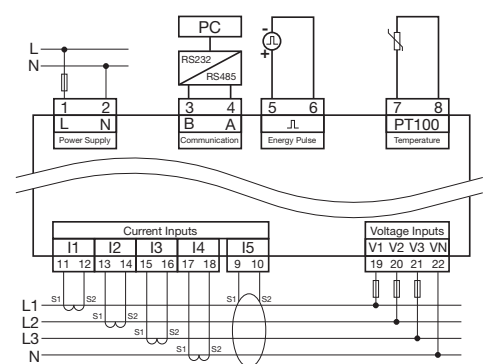 PC
L
N
RS232
RS485
-
+
1 2 3 4 5 6 7 8
L N B A PT100
Power Supply Communication Energy Pulse Temperature
Current Inputs Voltage Inputs
I1 I2 I3 I4 I5 V1 V2 V3 VN
11 12 13 14 15 16 17 18 9 10 19 20 21 22
L1 S1 S2 S1 S2
L2 S1 S2
L3 S1 S2
N S1 S2